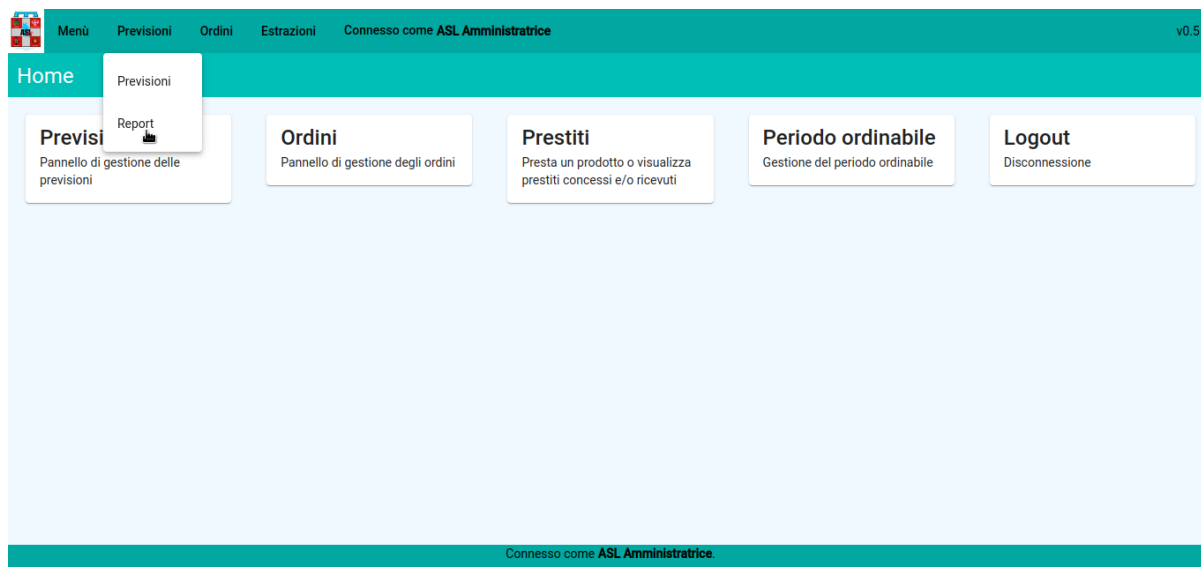 ASL
Menù Previsioni Ordini Estrazioni Connesso come ASL Amministratrice v0.5
Home
Previsioni
Report
Previsi
Pannello di gestione delle
previsioni
Ordini
Pannello di gestione degli ordini
Prestiti
Presta un prodotto o visualizza
prestiti concessi e/o ricevuti
Periodo ordinabile
Gestione del periodo ordinabile
Logout
Disconnessione
Connesso come ASL Amministratrice.